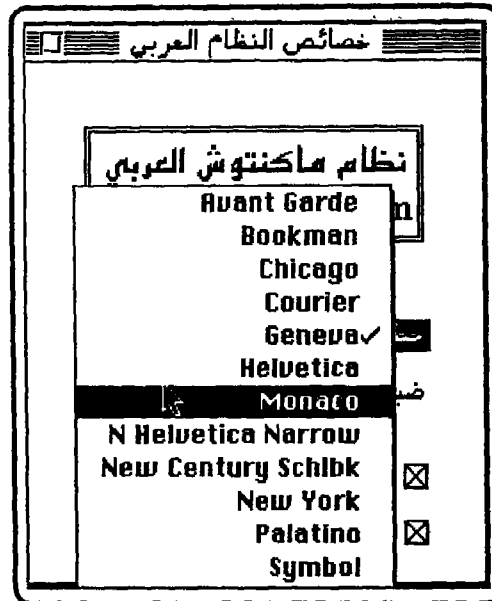 خصائص النظام العربي
نظام ماكنتوش العربي
Avant Garde
Bookman
Chicago
Courier
Geneva✓
Helvetica
Monaco
N Helvetica Narrow
New Century Schlbk
New York
Palatino
Symbol